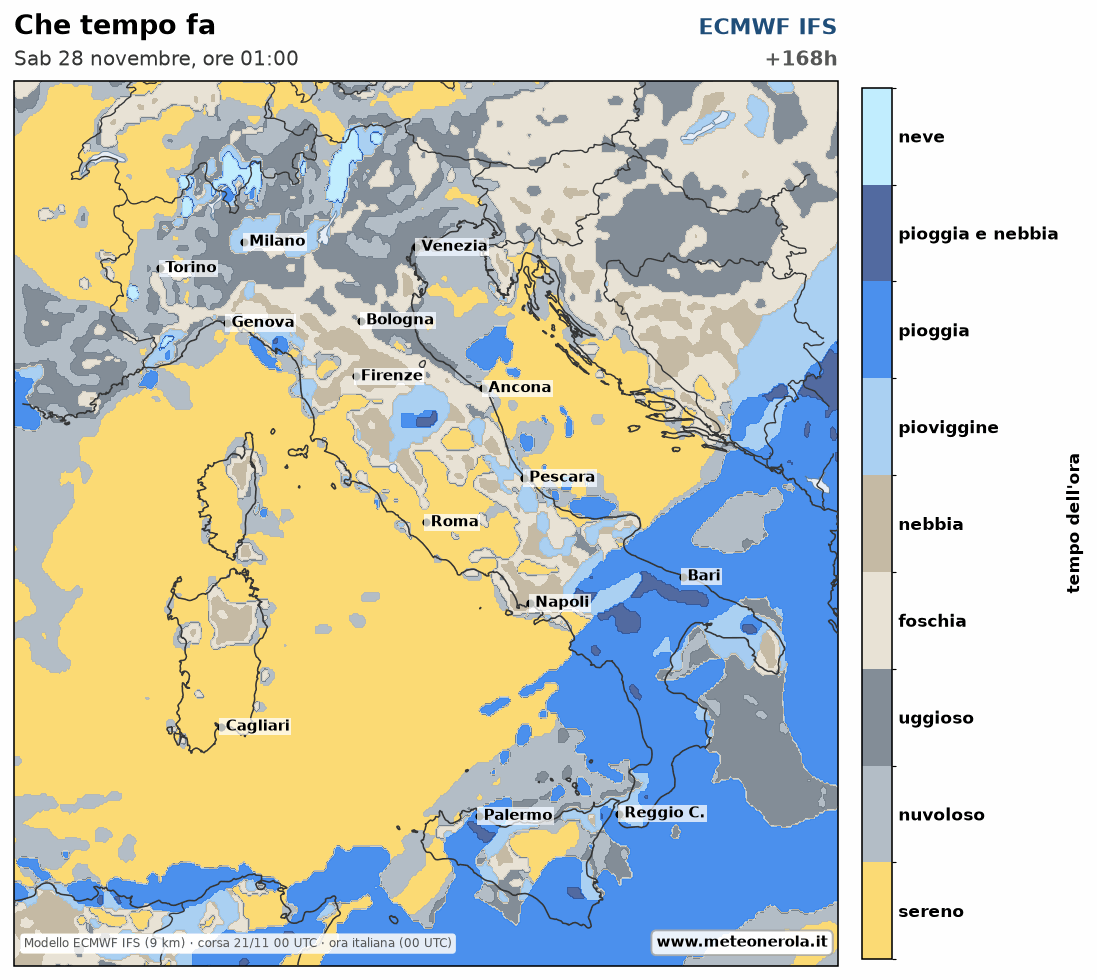 Che tempo fa
ECMWF IFS
Sab 28 novembre, ore 01:00
+168h
neve
pioggia e nebbia
pioggia
pioviggine
nebbia
foschia
uggioso
nuvoloso
sereno
tempo dell'ora
Milano
Venezia
Torino
Genova
Bologna
Firenze
Ancona
Pescara
Roma
Bari
Napoli
Cagliari
Palermo
Reggio C.
Modello ECMWF IFS (9 km) · corsa 21/11 00 UTC · ora italiana (00 UTC)
www.meteonerola.it